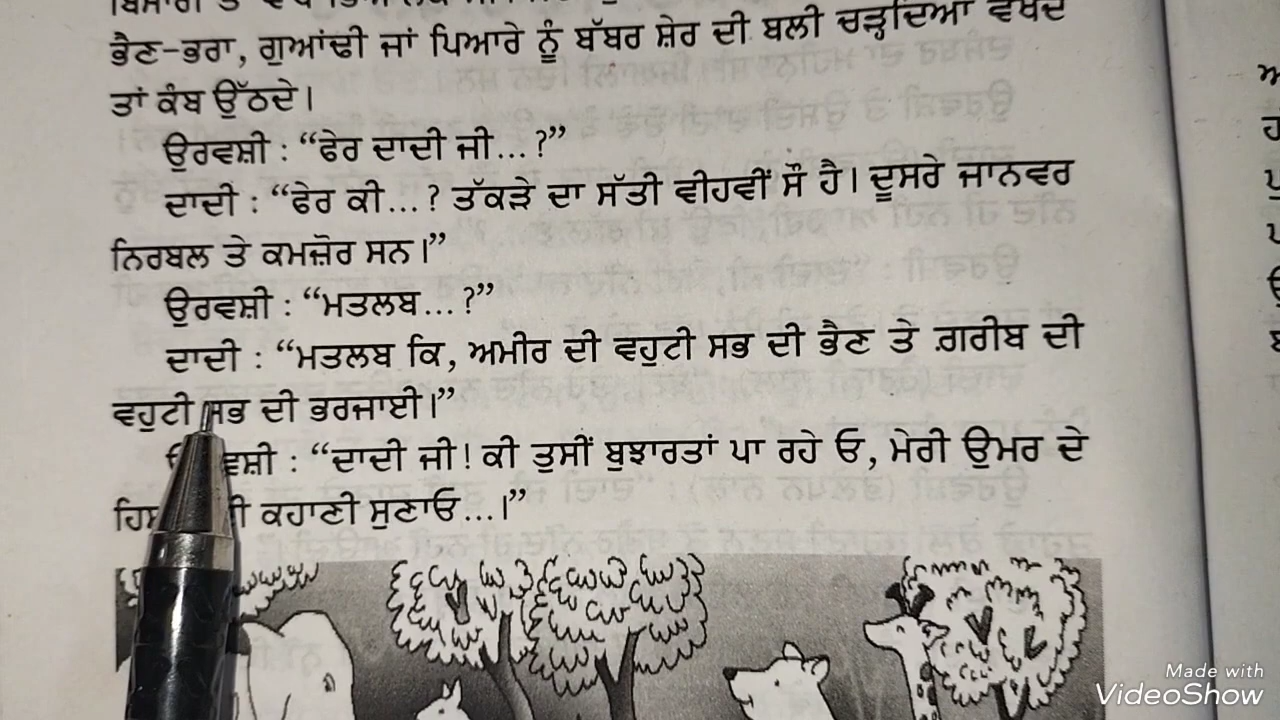 ਭੈਣ-ਭਰਾ, ਗੁਆਂਢੀ ਜਾਂ ਪਿਆਰੇ ਨੂੰ ਬੱਬਰ ਸ਼ੇਰ ਦੀ ਬਲੀ ਚੜ੍ਹਦਿਆਂ ਵੇਖਦੇ
ਤਾਂ ਕੰਬ ਉੱਠਦੇ।
ਉਰਵਸ਼ੀ : “ਫੇਰ ਦਾਦੀ ਜੀ...?”
ਦਾਦੀ : “ਫੇਰ ਕੀ...? ਤੱਕੜੇ ਦਾ ਸੱਤੀ ਵੀਹਵੀਂ ਸੌ ਹੈ। ਦੂਸਰੇ ਜਾਨਵਰ
ਨਿਰਬਲ ਤੇ ਕਮਜ਼ੋਰ ਸਨ।”
ਉਰਵਸ਼ੀ : “ਮਤਲਬ...?”
ਦਾਦੀ : “ਮਤਲਬ ਕਿ, ਅਮੀਰ ਦੀ ਵਹੁਟੀ ਸਭ ਦੀ ਭੈਣ ਤੇ ਗ਼ਰੀਬ ਦੀ
ਵਹੁਟੀ ਸਭ ਦੀ ਭਰਜਾਈ।”
: “ਦਾਦੀ ਜੀ! ਕੀ ਤੁਸੀਂ ਬੁਝਾਰਤਾਂ ਪਾ ਰਹੇ ਓ, ਮੇਰੀ ਉਮਰ ਦੇ
ਕਹਾਣੀ ਸੁਣਾਓ...।”
Made with
VideoShow